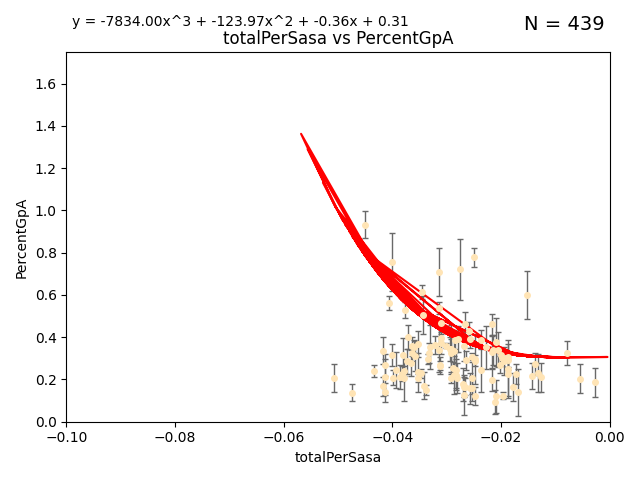 y = -7834.00x^3 + -123.97x^2 + -0.36x + 0.31
N = 439
totalPerSasa vs PercentGpA
PercentGpA
1.6
1.4
1.2
1.0
0.8
0.6
0.4
0.2
0.0
−0.10 −0.08 −0.06 −0.04 −0.02 0.00
totalPerSasa